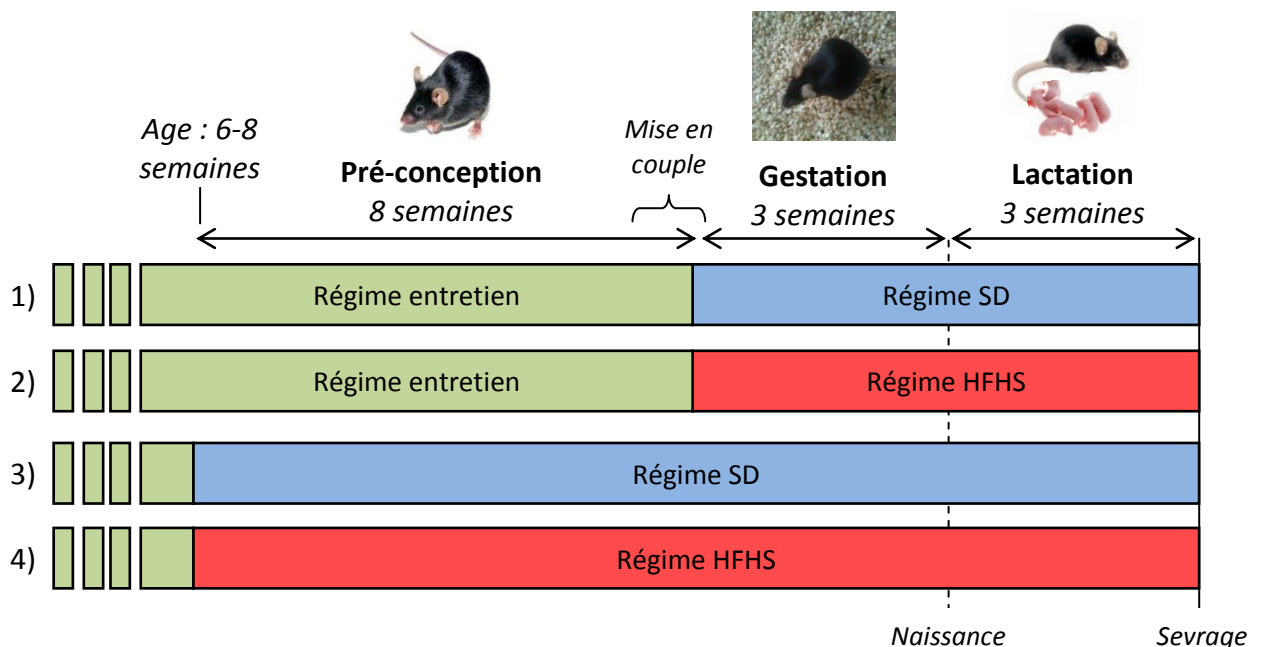 Age : 6-8
semaines
Pré-conception
8 semaines
Mise en
couple
Gestation
3 semaines
Lactation
3 semaines
1)
Régime entretien
Régime SD
2)
Régime entretien
Régime HFHS
3)
Régime SD
4)
Régime HFHS
Naissance
Sevrage